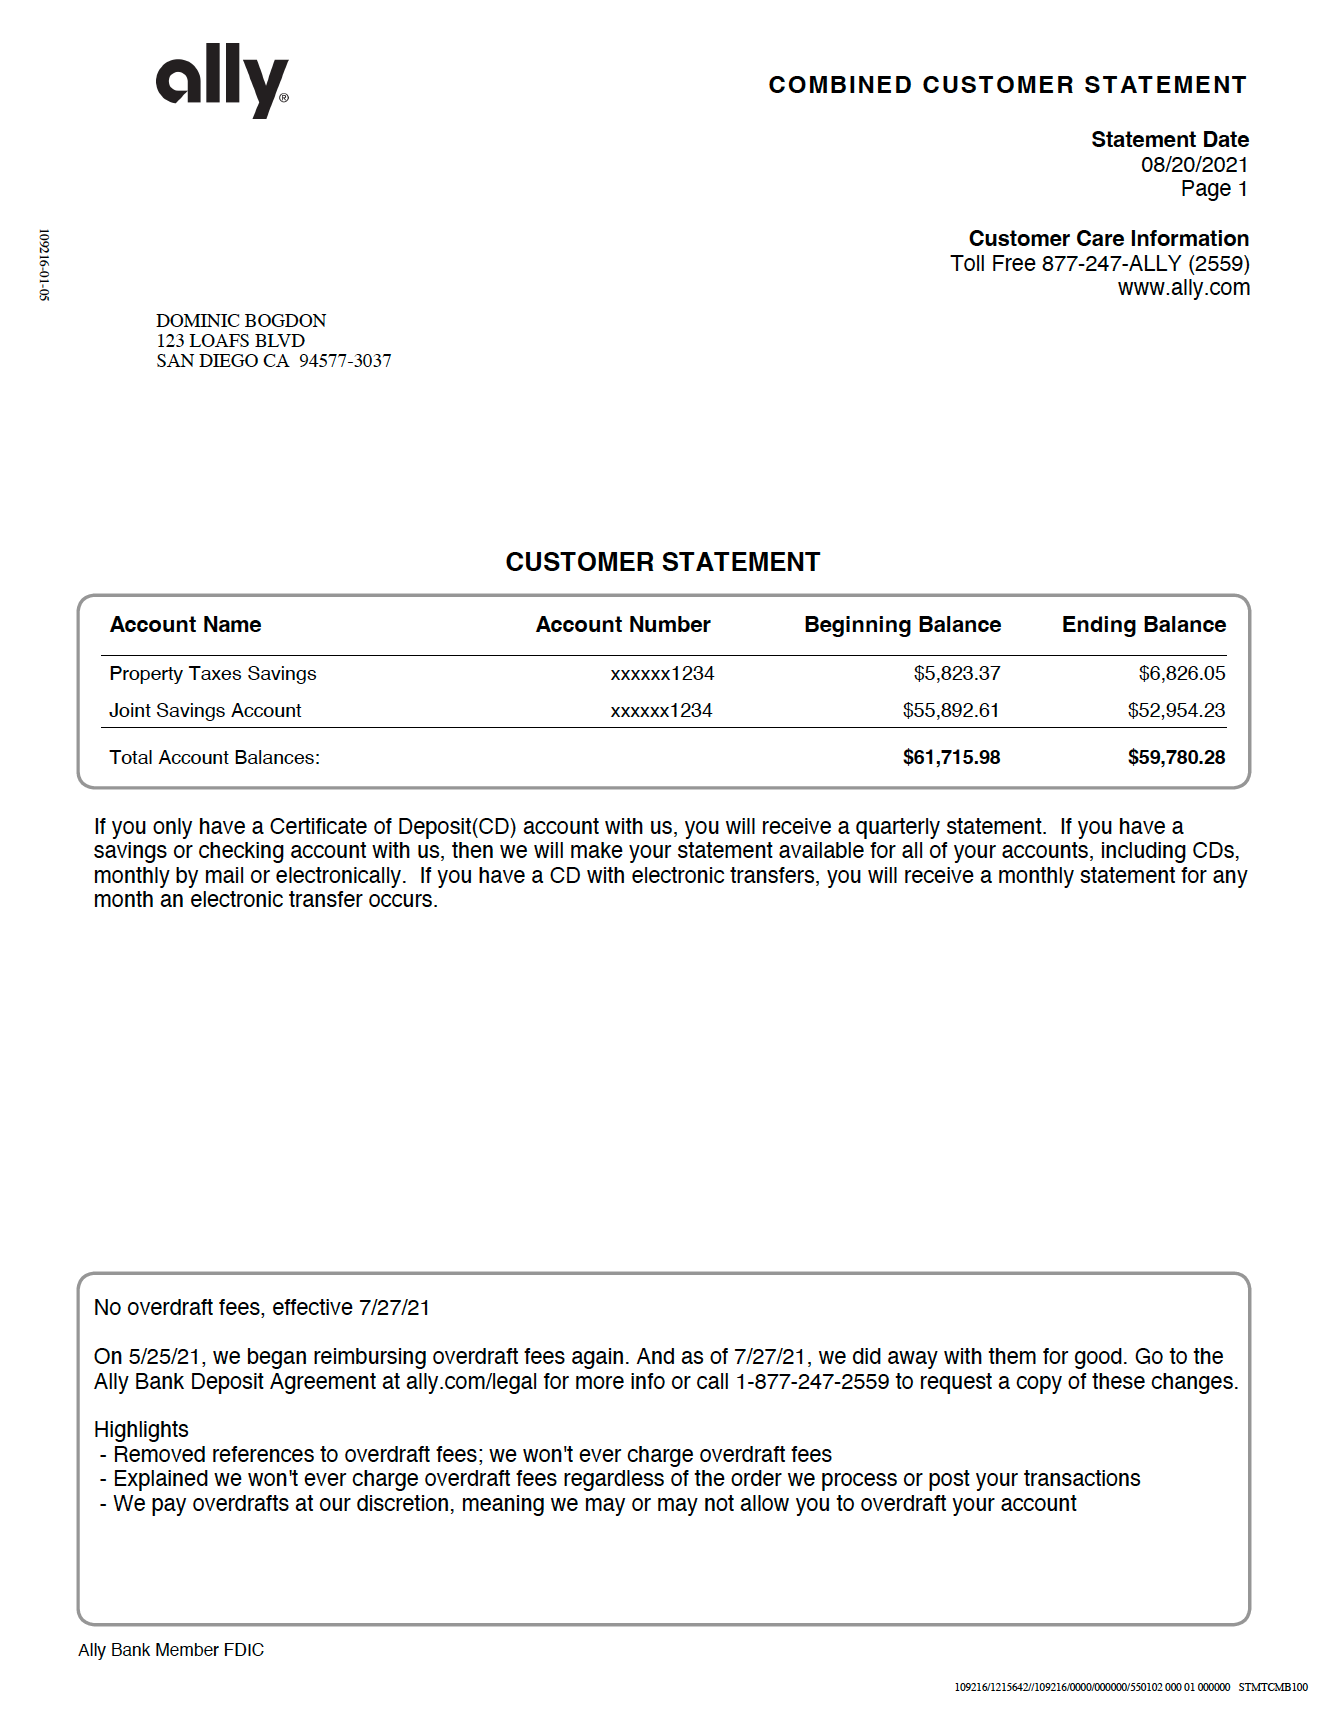 ally®
COMBINED CUSTOMER STATEMENT
Statement Date
08/20/2021
Page 1
109216-01-05
Customer Care Information
Toll Free 877-247-ALLY (2559)
www.ally.com
DOMINIC BOGDON
123 LOAFS BLVD
SAN DIEGO CA 94577-3037
CUSTOMER STATEMENT
Account Name Account Number Beginning Balance Ending Balance
Property Taxes Savings xxxxxx1234 $5,823.37 $6,826.05
Joint Savings Account xxxxxx1234 $55,892.61 $52,954.23
Total Account Balances: $61,715.98 $59,780.28
If you only have a Certificate of Deposit(CD) account with us, you will receive a quarterly statement. If you have a
savings or checking account with us, then we will make your statement available for all of your accounts, including CDs,
monthly by mail or electronically. If you have a CD with electronic transfers, you will receive a monthly statement for any
month an electronic transfer occurs.
No overdraft fees, effective 7/27/21
On 5/25/21, we began reimbursing overdraft fees again. And as of 7/27/21, we did away with them for good. Go to the
Ally Bank Deposit Agreement at ally.com/legal for more info or call 1-877-247-2559 to request a copy of these changes.
Highlights
- Removed references to overdraft fees; we won't ever charge overdraft fees
- Explained we won't ever charge overdraft fees regardless of the order we process or post your transactions
- We pay overdrafts at our discretion, meaning we may or may not allow you to overdraft your account
Ally Bank Member FDIC
109216/1215642//109216/0000/000000/550102 000 01 000000 STMTCMB100